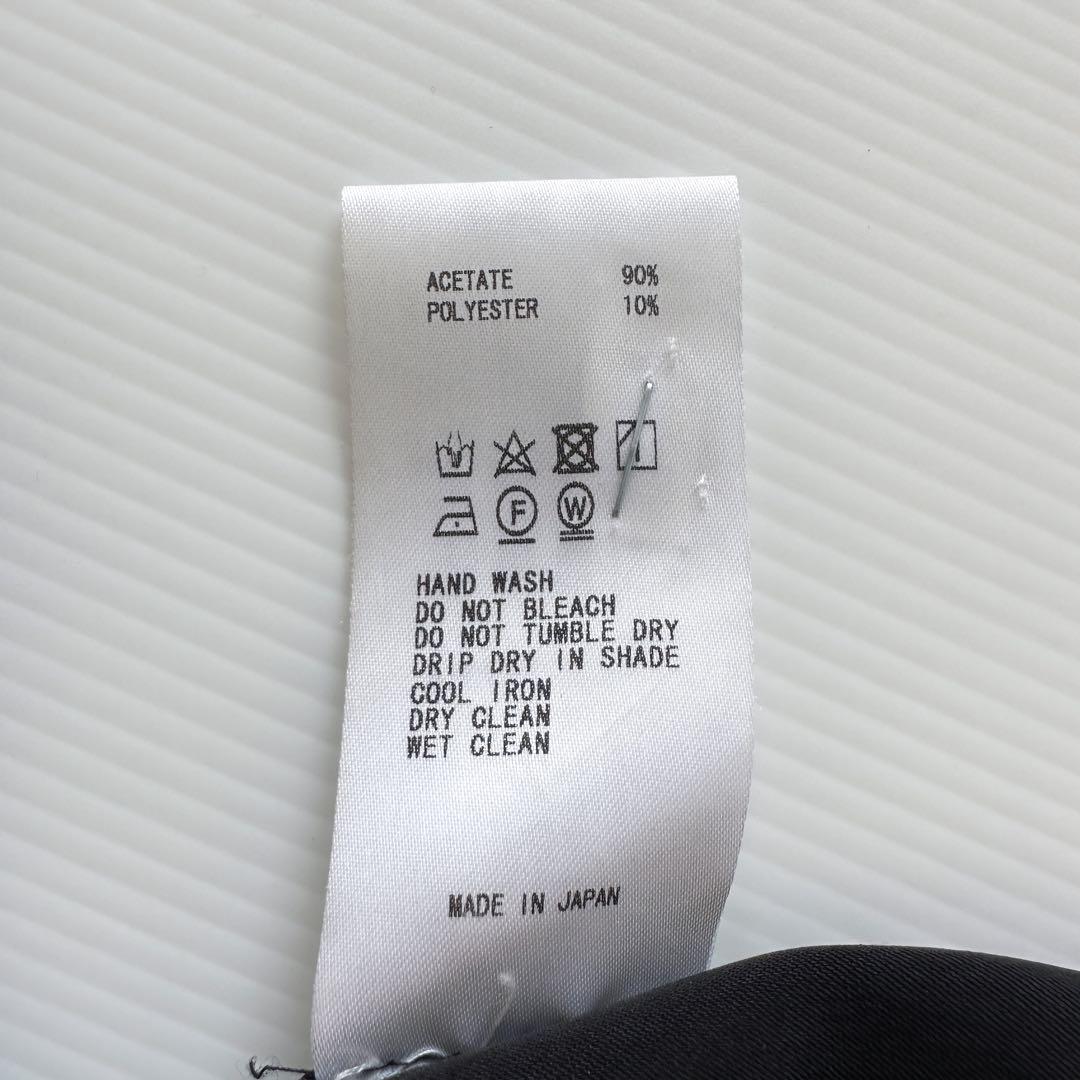 ACETATE 90%
POLYESTER 10%
F W
HAND WASH
DO NOT BLEACH
DO NOT TUMBLE DRY
DRIP DRY IN SHADE
COOL IRON
DRY CLEAN
WET CLEAN
MADE IN JAPAN